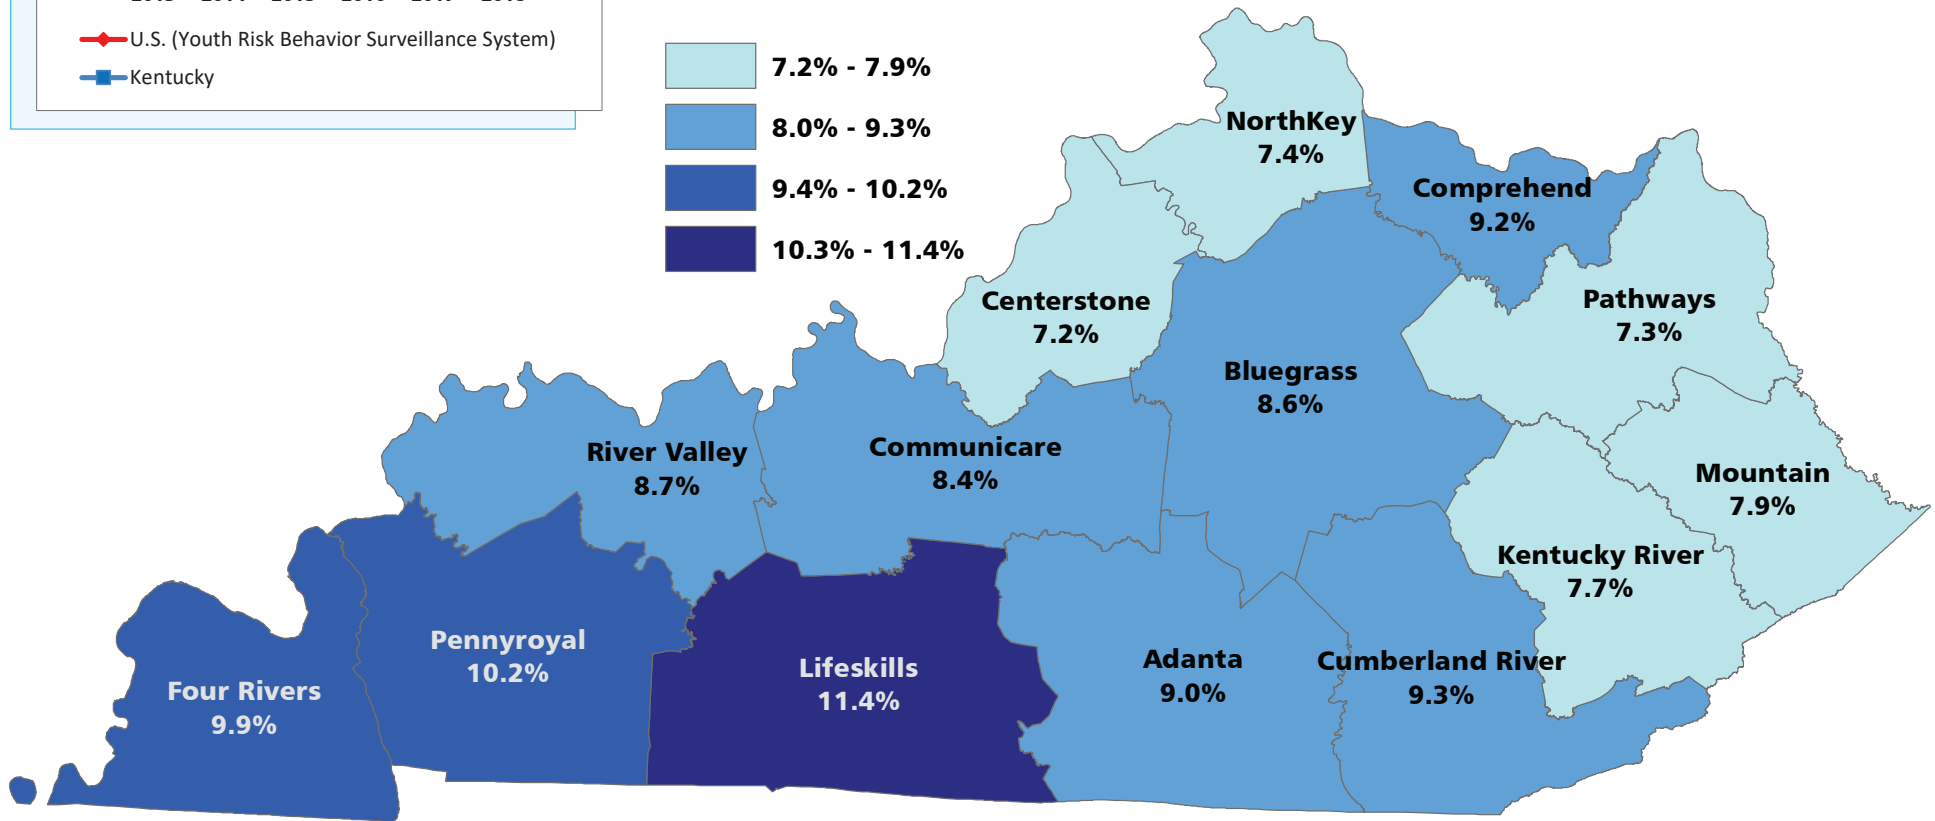 U.S. (Youth Risk Behavior Surveillance System)
Kentucky
7.2% - 7.9%
8.0% - 9.3%
9.4% - 10.2%
10.3% - 11.4%
NorthKey
7.4%
Comprehend
9.2%
Centerstone
7.2%
Pathways
7.3%
Bluegrass
8.6%
River Valley
8.7%
Communicare
8.4%
Mountain
7.9%
Kentucky River
7.7%
Pennyroyal
10.2%
Four Rivers
9.9%
Lifeskills
11.4%
Adanta
9.0%
Cumberland River
9.3%